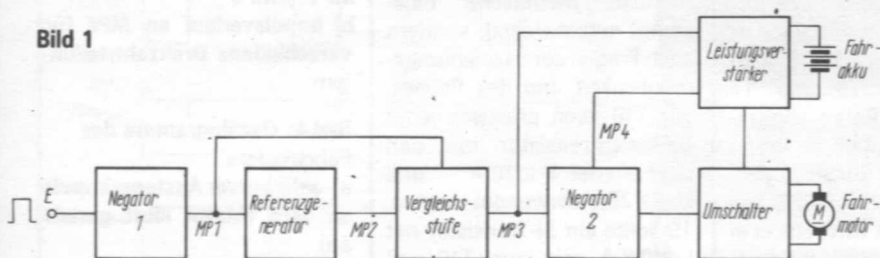 Bild 1
Leistungsver-
stärker
Fahr-
akku
MP4
E
Negator
1
MP1
Referenzge-
nerator
MP2
Vergleichs-
stufe
MP3
Negator
2
Umschalter
M
Fahr-
motor